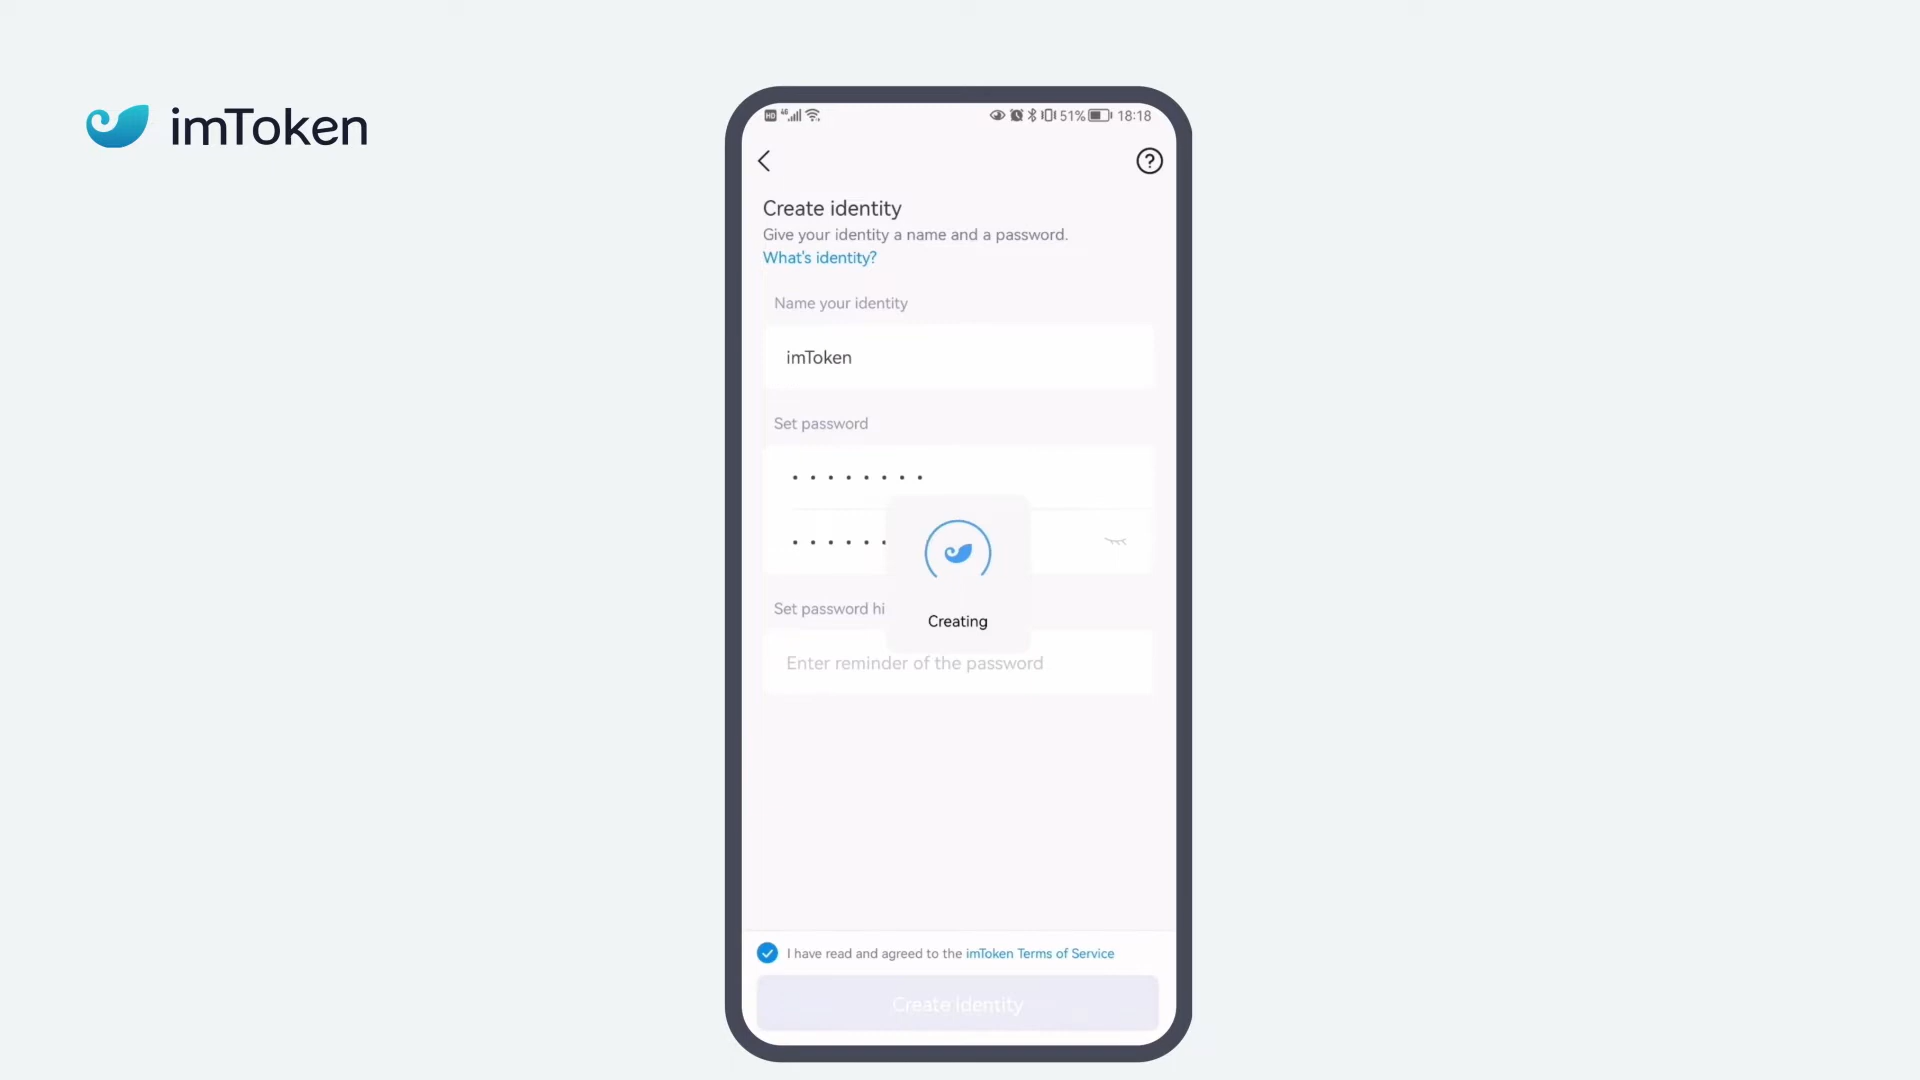 imToken
HD 4G 51% 18:18
Create identity
Give your identity a name and a password.
What's identity?
Name your identity
imToken
Set password
Set password hi
Creating
Enter reminder of the password
I have read and agreed to the imToken Terms of Service
Create Identity